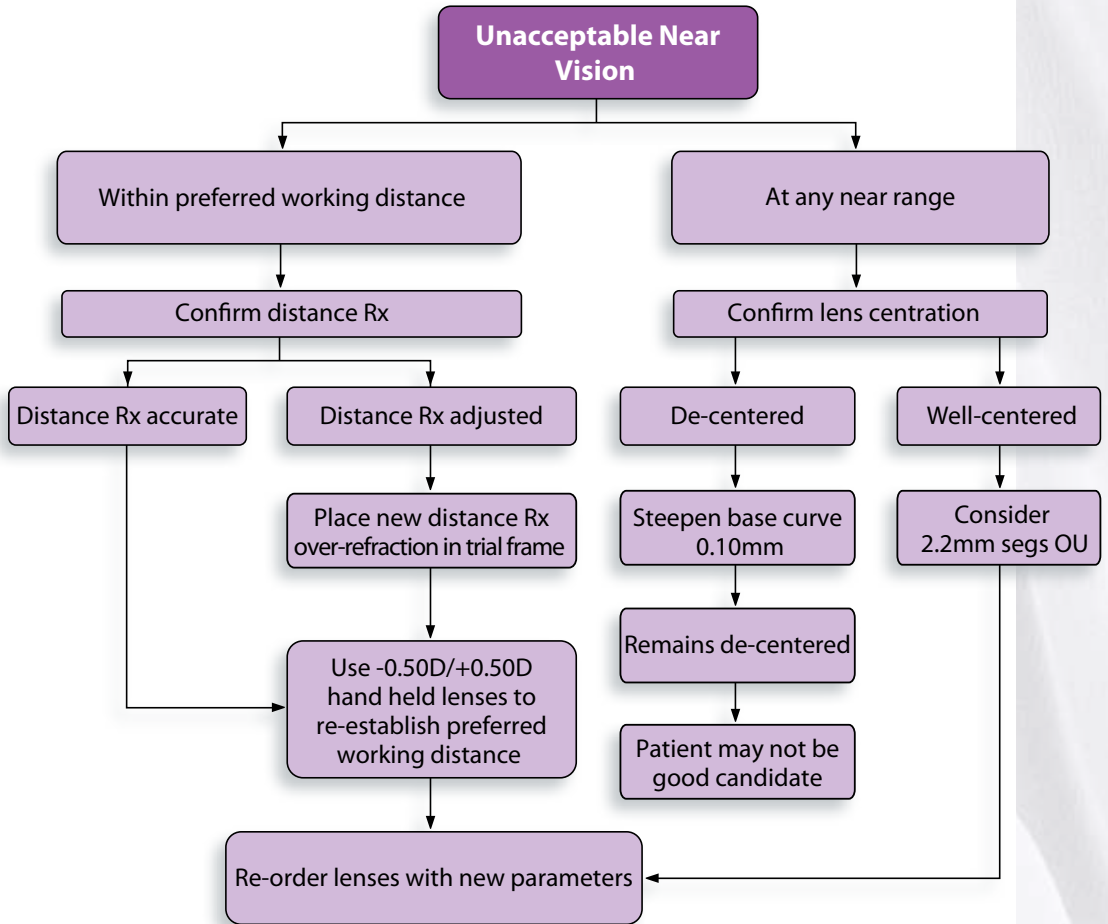 Unacceptable Near
Vision
Within preferred working distance
At any near range
Confirm distance Rx
Confirm lens centration
Distance Rx accurate
Distance Rx adjusted
De-centered
Well-centered
Place new distance Rx
over-refraction in trial frame
Steepen base curve
0.10mm
Consider
2.2mm segs OU
Use -0.50D/+0.50D
hand held lenses to
re-establish preferred
working distance
Remains de-centered
Patient may not be
good candidate
Re-order lenses with new parameters